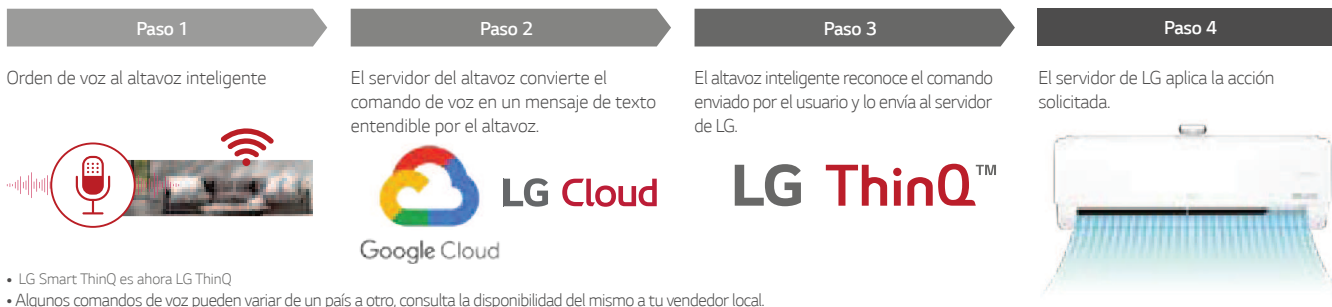 Paso 1
Paso 2
Paso 3
Paso 4
Orden de voz al altavoz inteligente
El servidor del altavoz convierte el
comando de voz en un mensaje de texto
entendible por el altavoz.
El altavoz inteligente reconoce el comando
enviado por el usuario y lo envía al servidor
de LG.
El servidor de LG aplica la acción
solicitada.
LG Cloud
Google Cloud
LG ThinQ™
• LG Smart ThinQ es ahora LG ThinQ
• Algunos comandos de voz pueden variar de un país a otro, consulta la disponibilidad del mismo a tu vendedor local.